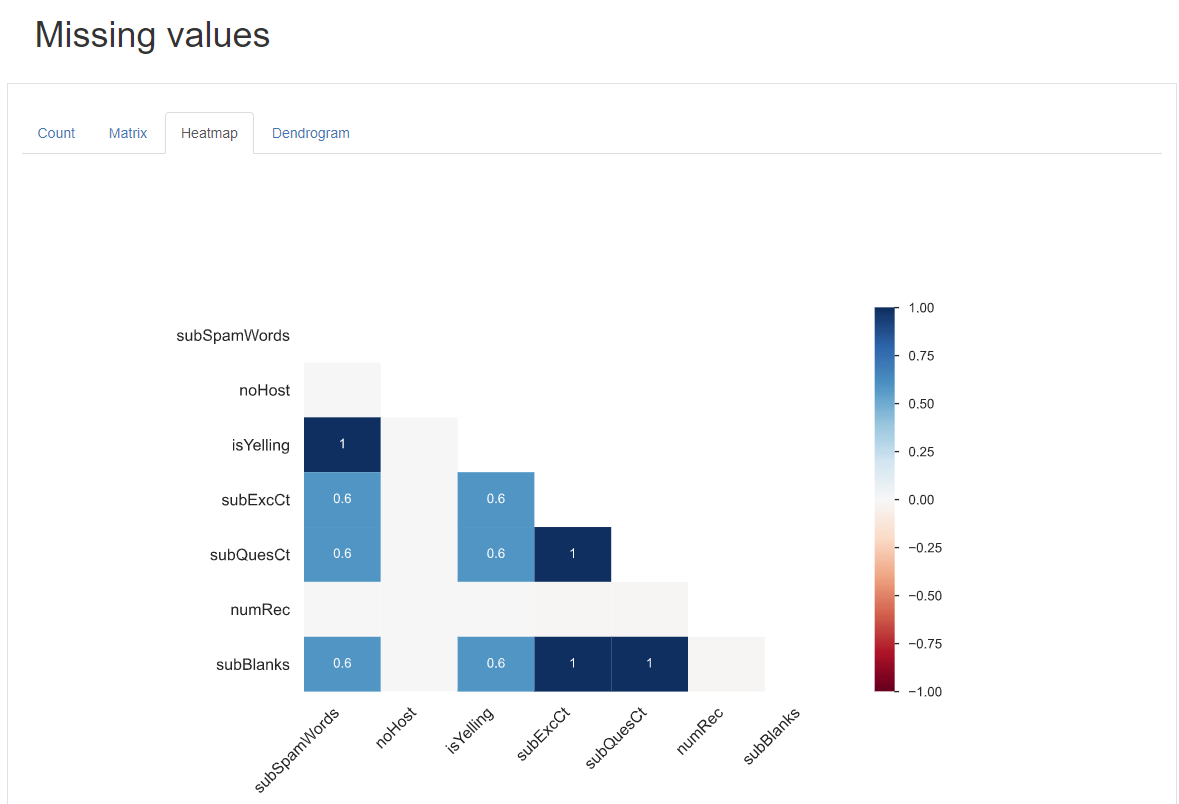 Missing values
Count Matrix Heatmap Dendrogram
subSpamWords
noHost
isYelling 1
subExcCt 0.6 0.6
subQuesCt 0.6 0.6 1
numRec
subBlanks 0.6 0.6 1 1
subSpamWords noHost isYelling subExcCt subQuesCt numRec subBlanks
1.00
0.75
0.50
0.25
0.00
−0.25
−0.50
−0.75
−1.00